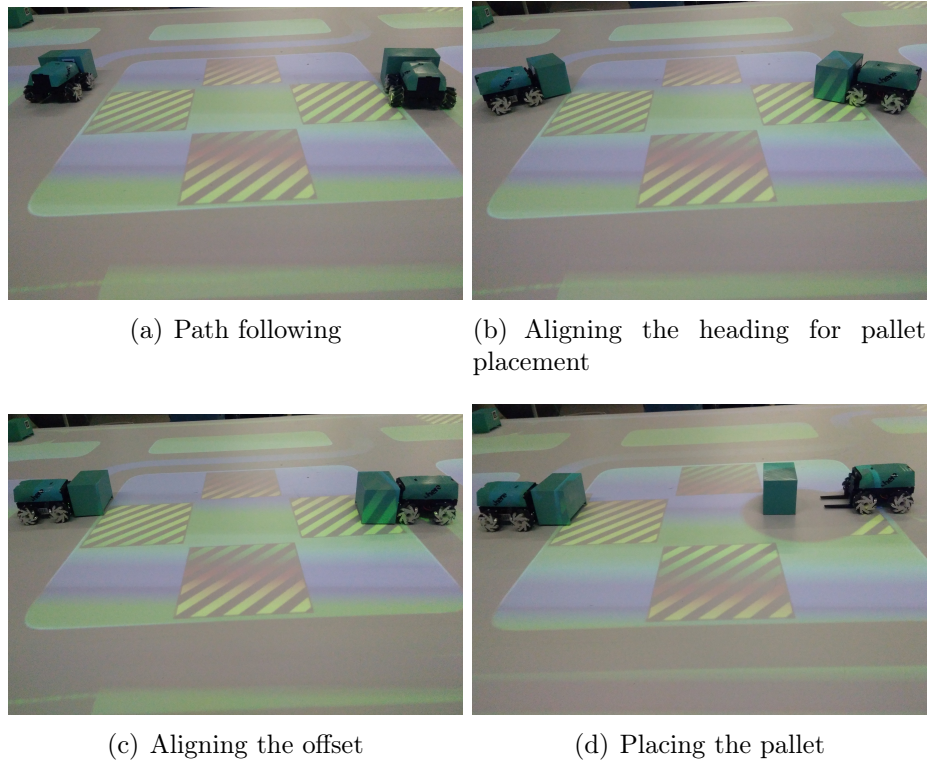 (a) Path following
(b) Aligning the heading for pallet
placement
(c) Aligning the offset
(d) Placing the pallet